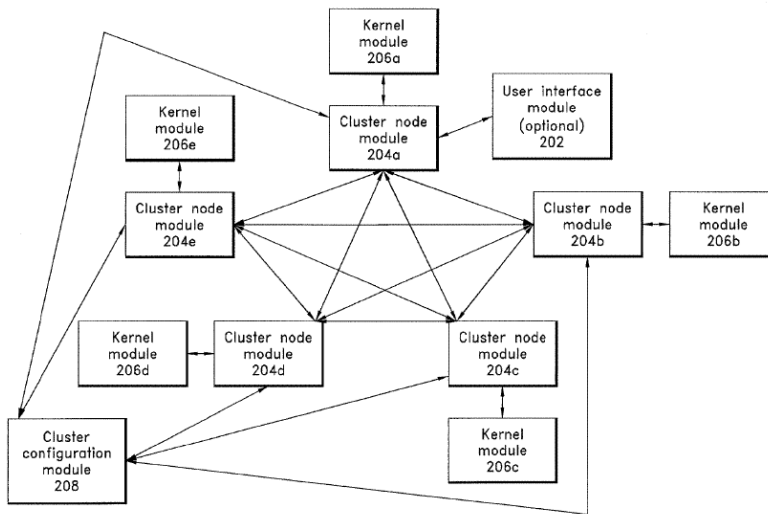 Kernel
module
206a
User interface
module
(optional)
202
Cluster node
module
204a
Kernel
module
206e
Cluster node
module
204e
Cluster node
module
204b
Kernel
module
206b
Kernel
module
206d
Cluster node
module
204d
Cluster node
module
204c
Kernel
module
206c
Cluster
configuration
module
208